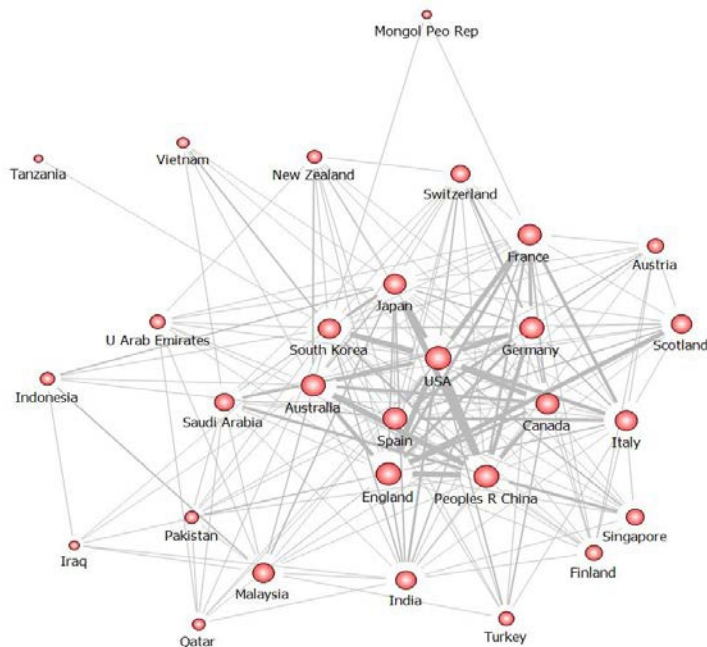 Mongol Peo Rep
Tanzania
Vietnam
New Zealand
Switzerland
France
Austria
Japan
U Arab Emirates
South Korea
Germany
Scotland
USA
Indonesia
Saudi Arabia
Australia
Spain
Canada
Italy
England
Peoples R China
Pakistan
Singapore
Iraq
Malaysia
India
Finland
Qatar
Turkey